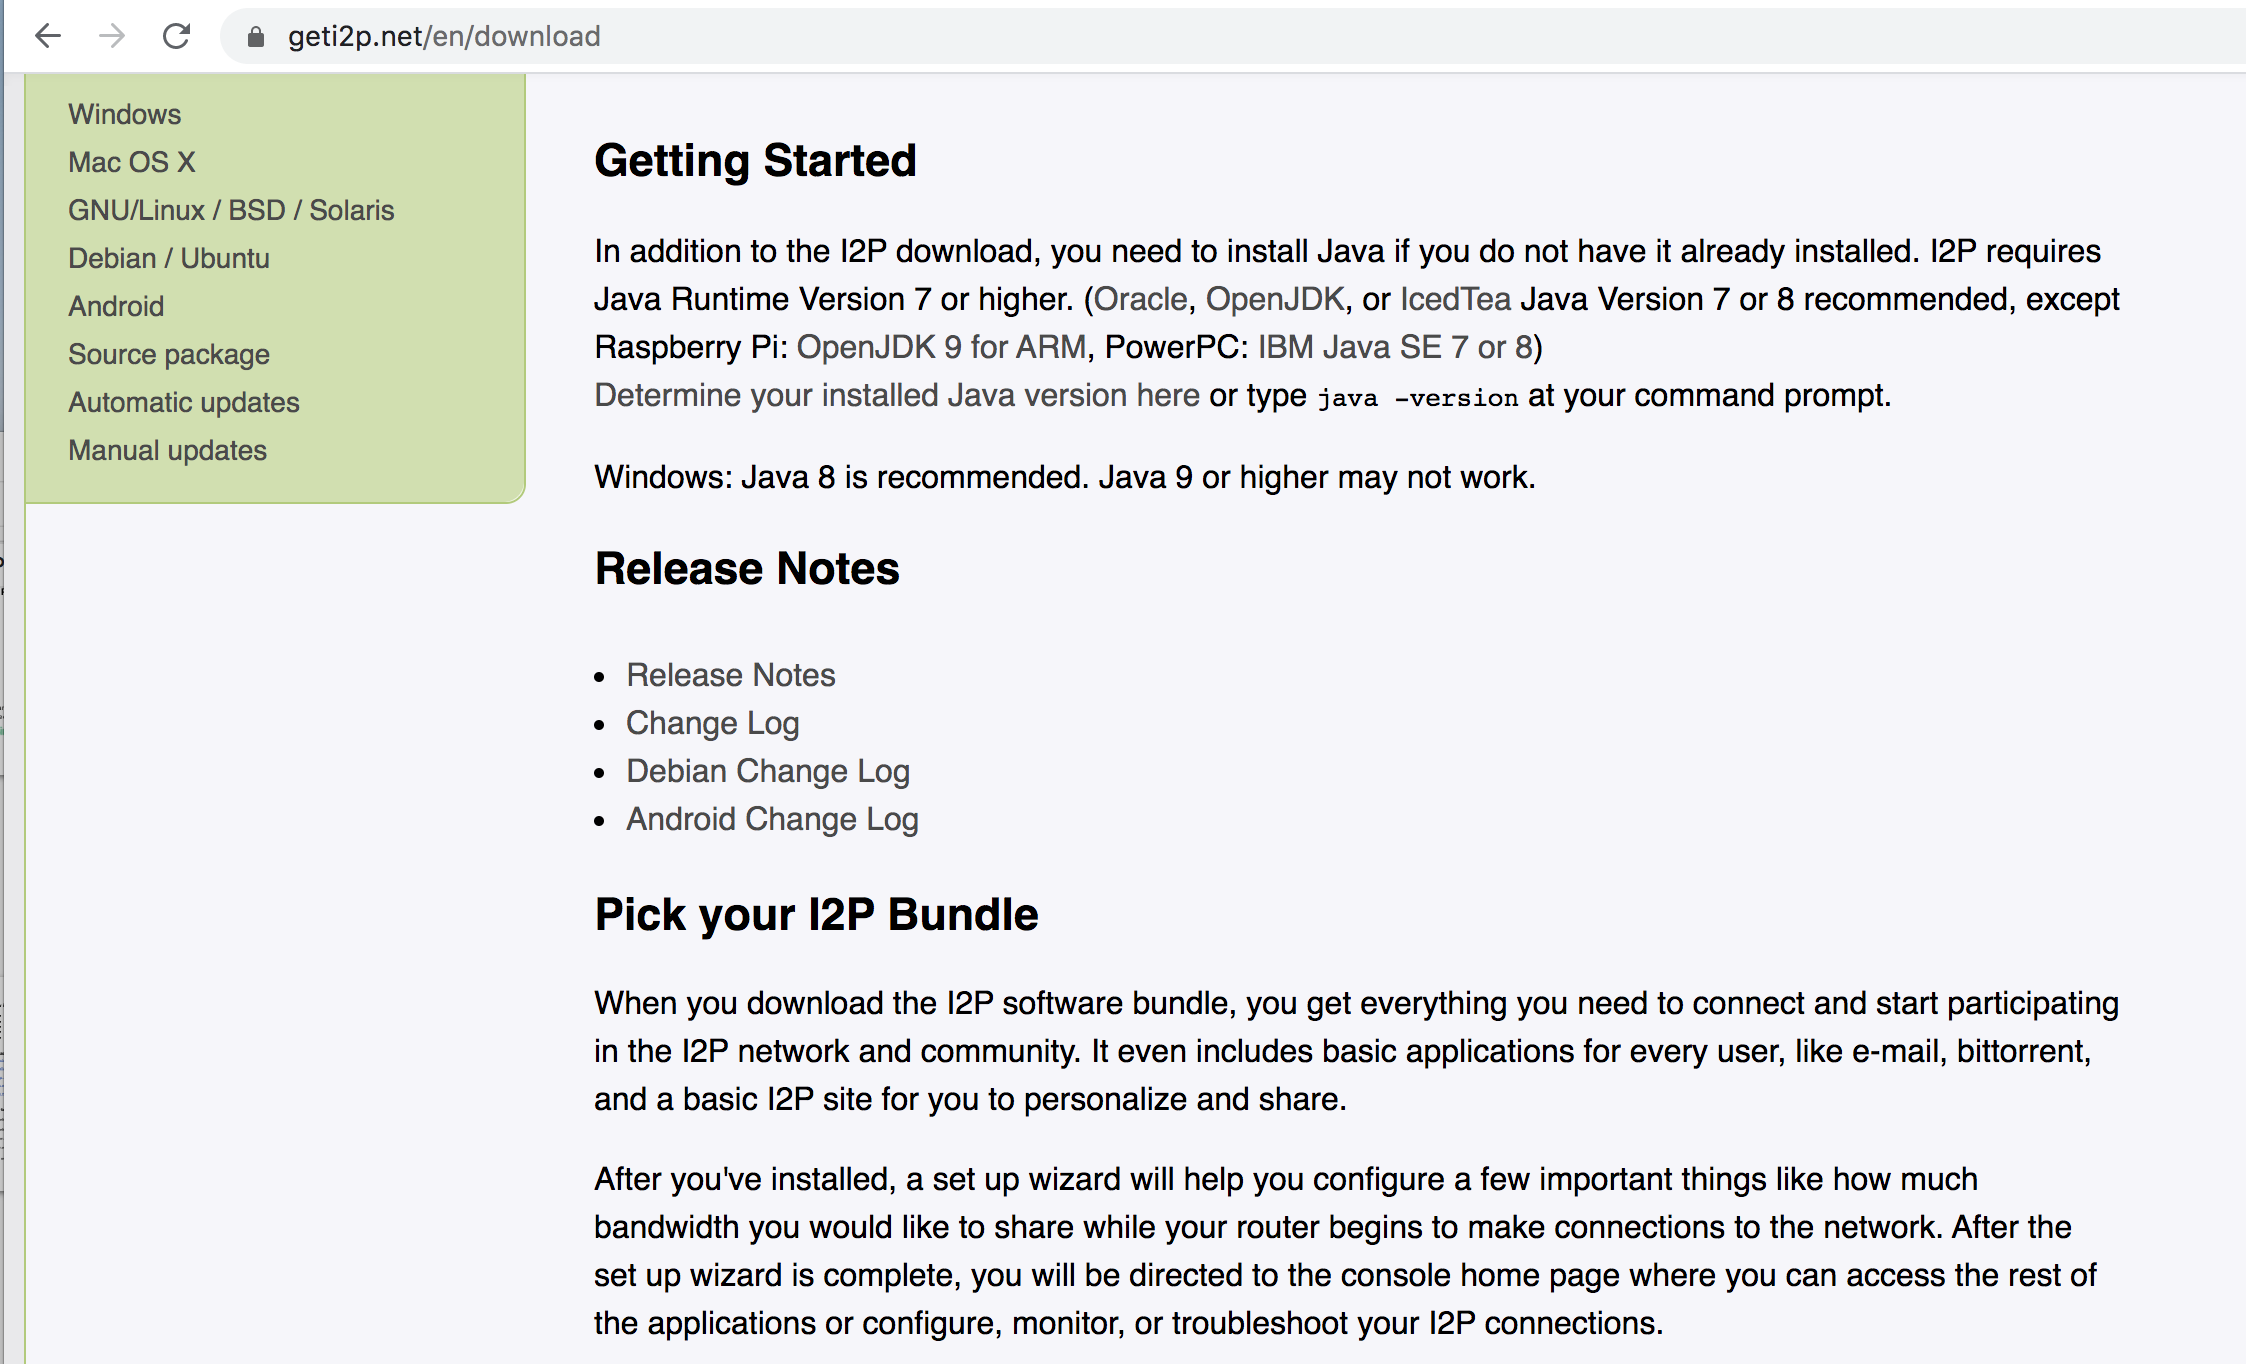 geti2p.net/en/download
Windows
Mac OS X
GNU/Linux / BSD / Solaris
Debian / Ubuntu
Android
Source package
Automatic updates
Manual updates
Getting Started
In addition to the I2P download, you need to install Java if you do not have it already installed. I2P requires
Java Runtime Version 7 or higher. (Oracle, OpenJDK, or IcedTea Java Version 7 or 8 recommended, except
Raspberry Pi: OpenJDK 9 for ARM, PowerPC: IBM Java SE 7 or 8)
Determine your installed Java version here or type java -version at your command prompt.
Windows: Java 8 is recommended. Java 9 or higher may not work.
Release Notes
• Release Notes
• Change Log
• Debian Change Log
• Android Change Log
Pick your I2P Bundle
When you download the I2P software bundle, you get everything you need to connect and start participating
in the I2P network and community. It even includes basic applications for every user, like e-mail, bittorrent,
and a basic I2P site for you to personalize and share.
After you've installed, a set up wizard will help you configure a few important things like how much
bandwidth you would like to share while your router begins to make connections to the network. After the
set up wizard is complete, you will be directed to the console home page where you can access the rest of
the applications or configure, monitor, or troubleshoot your I2P connections.